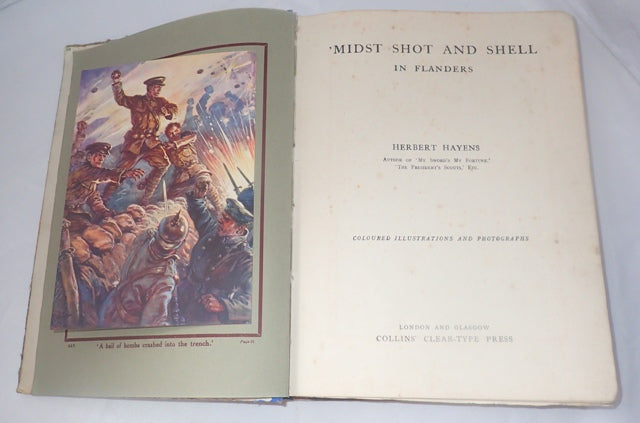 'A hail of bombs crashed into the trench.'
'MIDST SHOT AND SHELL
IN FLANDERS
HERBERT HAYENS
AUTHOR OF 'MY SWORD'S MY FORTUNE,'
'THE PRESIDENT'S SCOUTS,' ETC.
COLOURED ILLUSTRATIONS AND PHOTOGRAPHS
LONDON AND GLASGOW
COLLINS' CLEAR-TYPE PRESS